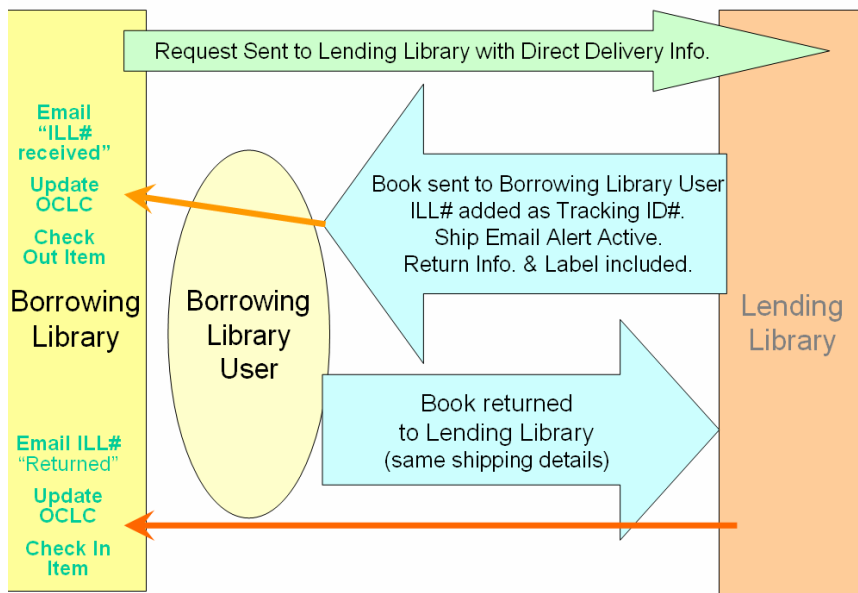 Request Sent to Lending Library with Direct Delivery Info.
Email
“ILL#
received”
Update
OCLC
Check
Out Item
Borrowing
Library
Book sent to Borrowing Library User
ILL# added as Tracking ID#.
Ship Email Alert Active.
Return Info. & Label included.
Borrowing
Library
User
Lending
Library
Book returned
to Lending Library
(same shipping details)
Email ILL#
“Returned”
Update
OCLC
Check In
Item